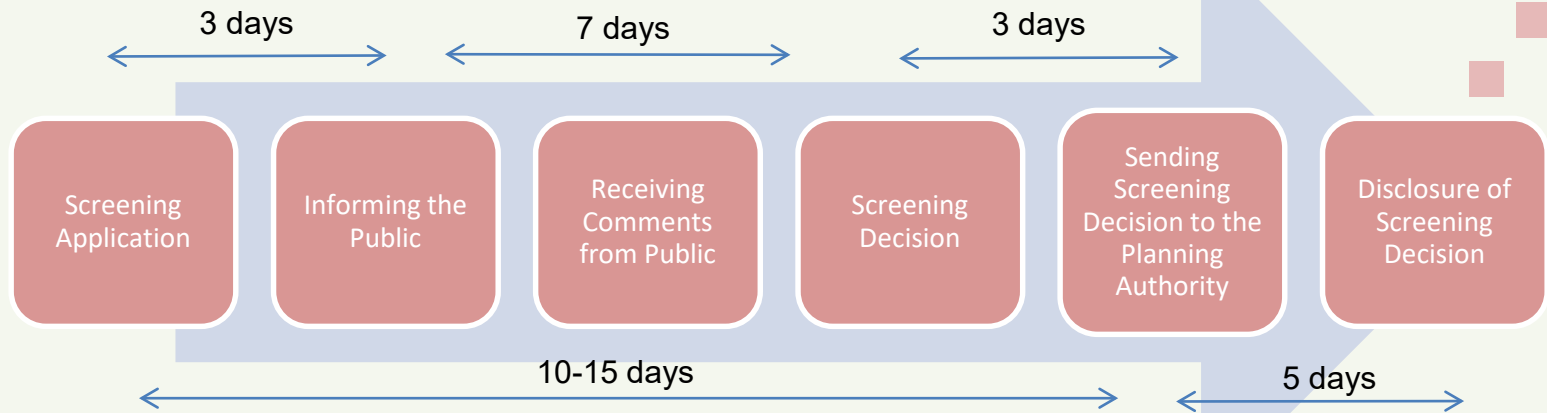 3 days
7 days
3 days
Screening
Application
Informing the
Public
Receiving
Comments
from Public
Screening
Decision
Sending
Screening
Decision to the
Planning
Authority
Disclosure of
Screening
Decision
10-15 days
5 days